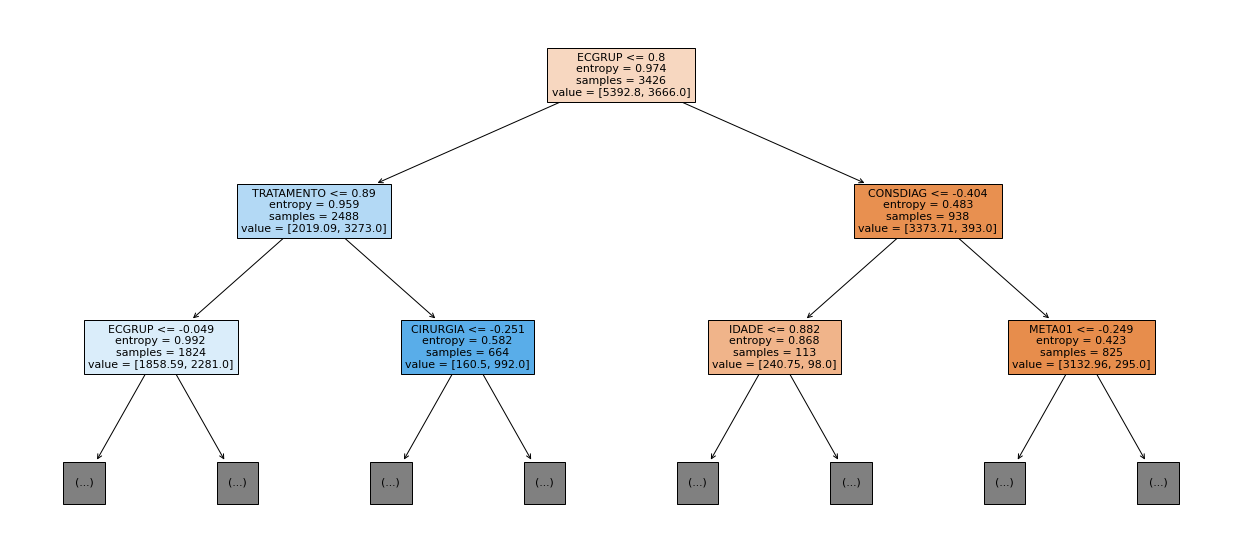 ECGRUP <= 0.8
entropy = 0.974
samples = 3426
value = [5392.8, 3666.0]
TRATAMENTO <= 0.89
entropy = 0.959
samples = 2488
value = [2019.09, 3273.0]
CONSDIAG <= -0.404
entropy = 0.483
samples = 938
value = [3373.71, 393.0]
ECGRUP <= -0.049
entropy = 0.992
samples = 1824
value = [1858.59, 2281.0]
CIRURGIA <= -0.251
entropy = 0.582
samples = 664
value = [160.5, 992.0]
IDADE <= 0.882
entropy = 0.868
samples = 113
value = [240.75, 98.0]
META01 <= -0.249
entropy = 0.423
samples = 825
value = [3132.96, 295.0]
(...)
(...)
(...)
(...)
(...)
(...)
(...)
(...)